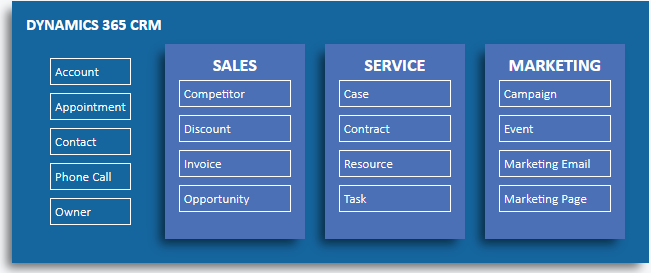 DYNAMICS 365 CRM
Account
Appointment
Contact
Phone Call
Owner
SALES
Competitor
Discount
Invoice
Opportunity
SERVICE
Case
Contract
Resource
Task
MARKETING
Campaign
Event
Marketing Email
Marketing Page